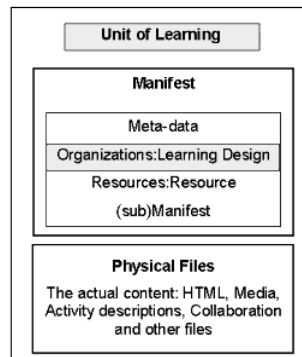 Unit of Learning
Manifest
Meta-data
Organizations:Learning Design
Resources:Resource
(sub)Manifest
Physical Files
The actual content: HTML, Media,
Activity descriptions, Collaboration
and other files